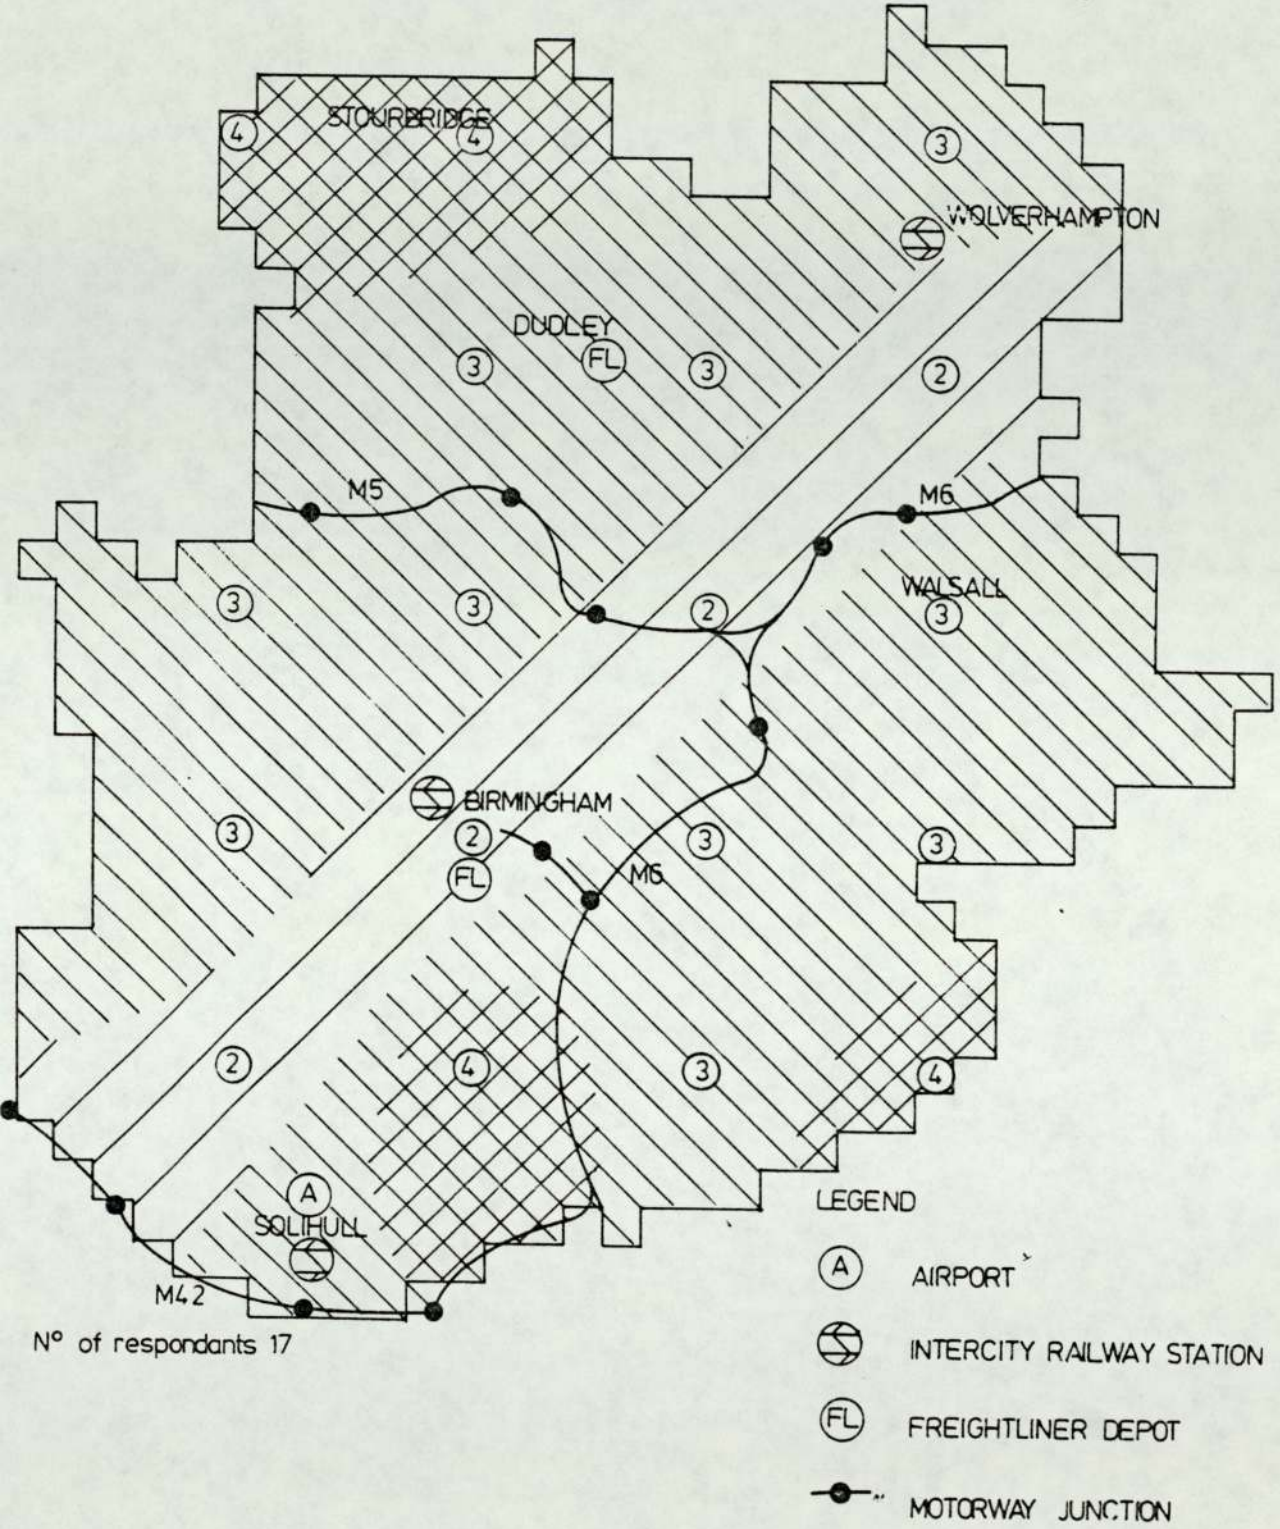 STOURBRIDGE
4
4
3
WOLVERHAMPTON
DUDLEY
FL
3
3
2
M5
M6
WALSALL
3
3
2
3
BIRMINGHAM
3
2
3
3
FL
M6
2
4
3
4
A
SOLIHULL
M42
Nº of respondants 17
LEGEND
A AIRPORT
INTERCITY RAILWAY STATION
FL FREIGHTLINER DEPOT
MOTORWAY JUNCTION